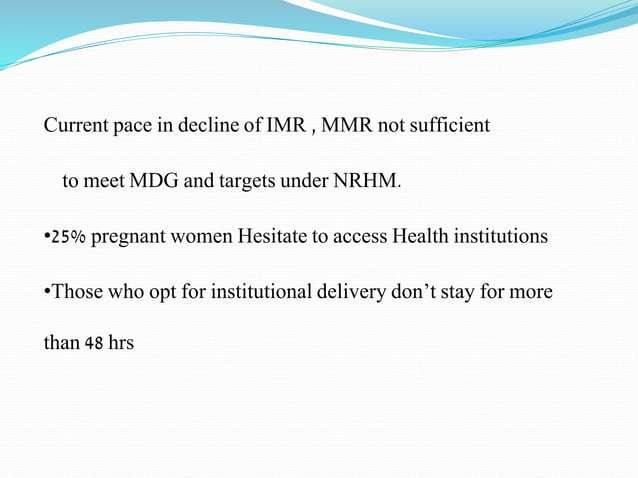 Current pace in decline of IMR , MMR not sufficient
to meet MDG and targets under NRHM.
•25% pregnant women Hesitate to access Health institutions
•Those who opt for institutional delivery don’t stay for more
than 48 hrs